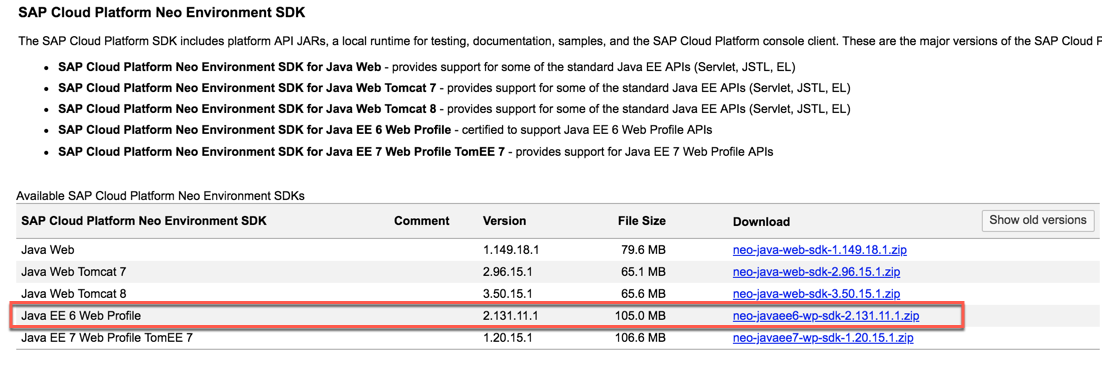 SAP Cloud Platform Neo Environment SDK
The SAP Cloud Platform SDK includes platform API JARs, a local runtime for testing, documentation, samples, and the SAP Cloud Platform console client. These are the major versions of the SAP Cloud P
• SAP Cloud Platform Neo Environment SDK for Java Web - provides support for some of the standard Java EE APIs (Servlet, JSTL, EL)
• SAP Cloud Platform Neo Environment SDK for Java Web Tomcat 7 - provides support for some of the standard Java EE APIs (Servlet, JSTL, EL)
• SAP Cloud Platform Neo Environment SDK for Java Web Tomcat 8 - provides support for some of the standard Java EE APIs (Servlet, JSTL, EL)
• SAP Cloud Platform Neo Environment SDK for Java EE 6 Web Profile - certified to support Java EE 6 Web Profile APIs
• SAP Cloud Platform Neo Environment SDK for Java EE 7 Web Profile TomEE 7 - provides support for Java EE 7 Web Profile APIs
Available SAP Cloud Platform Neo Environment SDKs
SAP Cloud Platform Neo Environment SDK Comment Version File Size Download Show old versions
Java Web 1.149.18.1 79.6 MB neo-java-web-sdk-1.149.18.1.zip
Java Web Tomcat 7 2.96.15.1 65.1 MB neo-java-web-sdk-2.96.15.1.zip
Java Web Tomcat 8 3.50.15.1 65.6 MB neo-java-web-sdk-3.50.15.1.zip
Java EE 6 Web Profile 2.131.11.1 105.0 MB neo-javaee6-wp-sdk-2.131.11.1.zip
Java EE 7 Web Profile TomEE 7 1.20.15.1 106.6 MB neo-javaee7-wp-sdk-1.20.15.1.zip